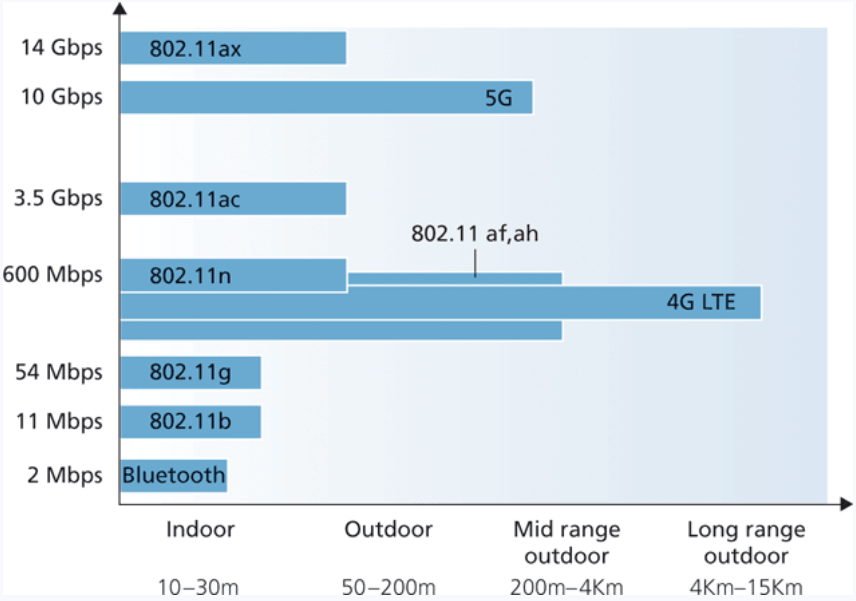 14 Gbps
802.11ax
10 Gbps
5G
3.5 Gbps
802.11ac
802.11 af,ah
600 Mbps
802.11n
4G LTE
54 Mbps
802.11g
11 Mbps
802.11b
2 Mbps
Bluetooth
Indoor
Outdoor
Mid range
outdoor
Long range
outdoor
10–30m
50–200m
200m–4Km
4Km–15Km